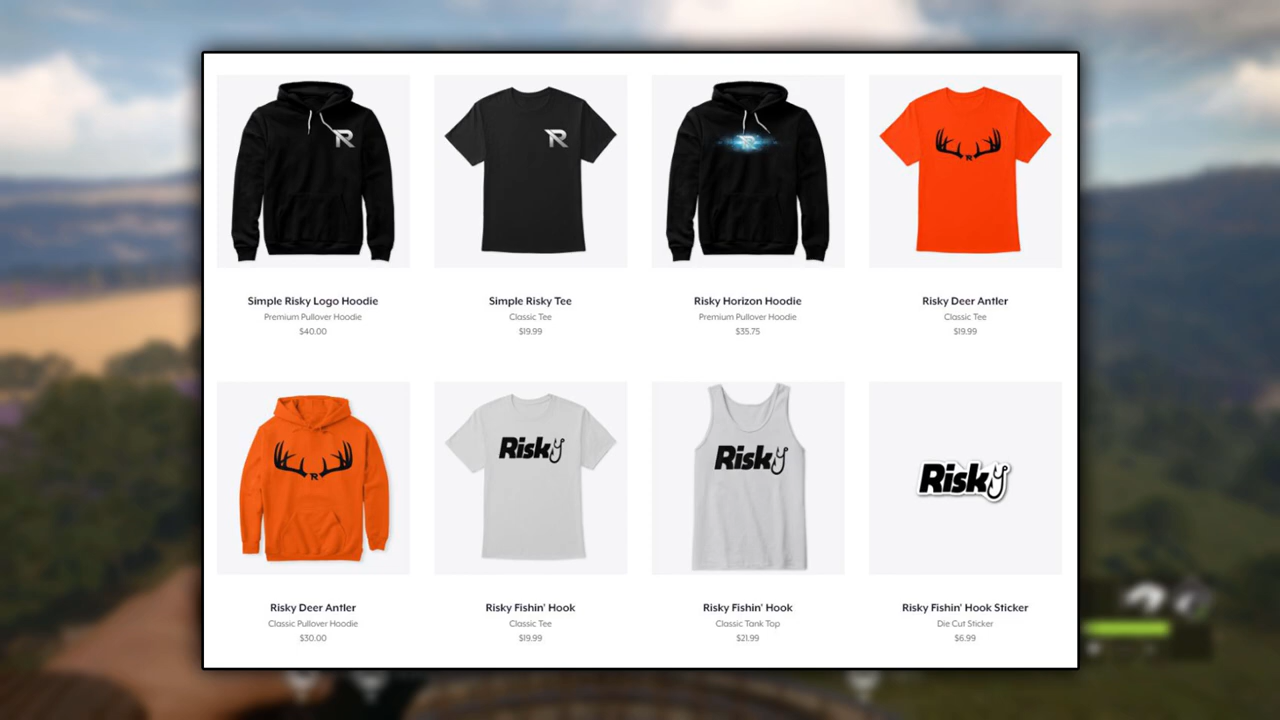 R
R
R
R
Simple Risky Logo Hoodie
Premium Pullover Hoodie
$40.00
Simple Risky Tee
Classic Tee
$19.99
Risky Horizon Hoodie
Premium Pullover Hoodie
$35.75
Risky Deer Antler
Classic Tee
$19.99
R
Risky
Risky
Risky
Risky Deer Antler
Classic Pullover Hoodie
$30.00
Risky Fishin' Hook
Classic Tee
$19.99
Risky Fishin' Hook
Classic Tank Top
$21.99
Risky Fishin' Hook Sticker
Die Cut Sticker
$6.99